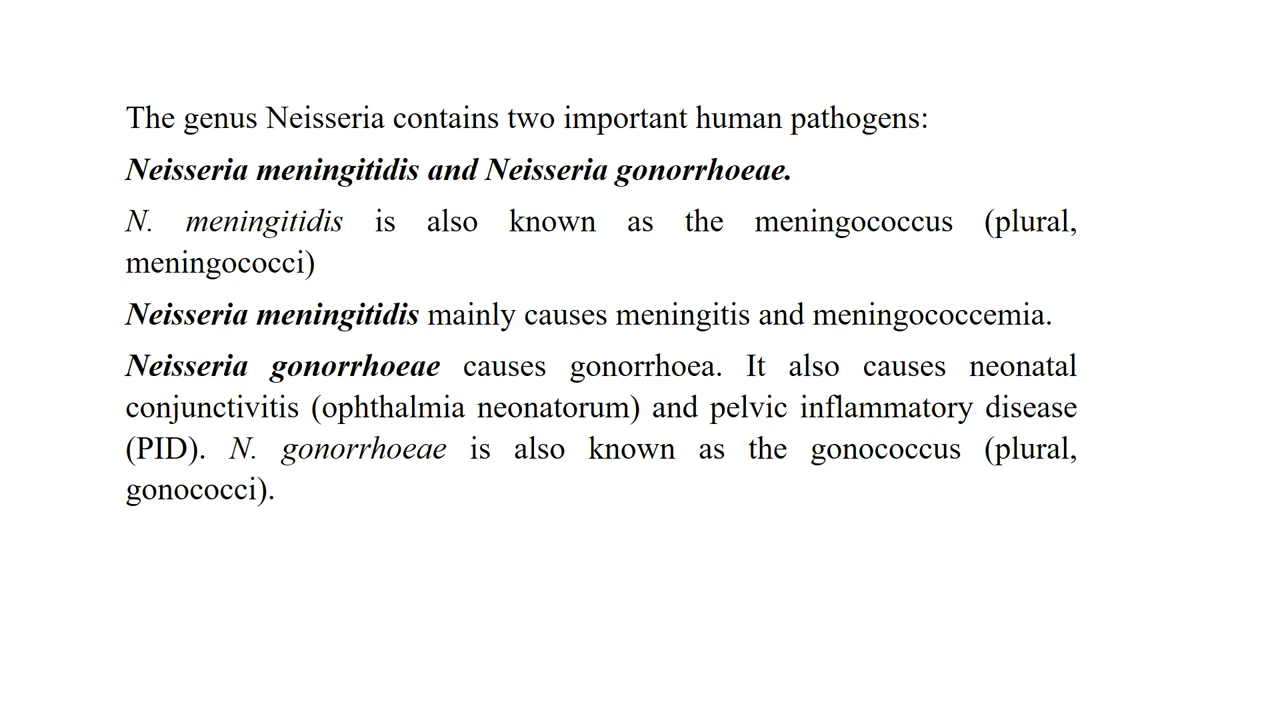 The genus Neisseria contains two important human pathogens:
Neisseria meningitidis and Neisseria gonorrhoeae.
N. meningitidis is also known as the meningococcus (plural,
meningococci)
Neisseria meningitidis mainly causes meningitis and meningococcemia.
Neisseria gonorrhoeae causes gonorrhoea. It also causes neonatal
conjunctivitis (ophthalmia neonatorum) and pelvic inflammatory disease
(PID). N. gonorrhoeae is also known as the gonococcus (plural,
gonococci).